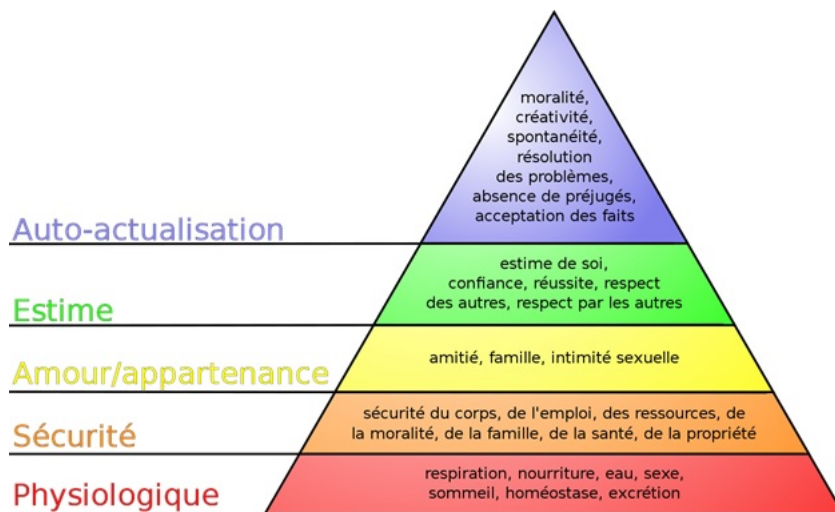 moralité,
créativité,
spontanéité,
résolution
des problèmes,
absence de préjugés,
acceptation des faits
Auto-actualisation
estime de soi,
confiance, réussite, respect
des autres, respect par les autres
Estime
amitié, famille, intimité sexuelle
Amour/appartenance
sécurité du corps, de l'emploi, des ressources, de
la moralité, de la famille, de la santé, de la propriété
Sécurité
respiration, nourriture, eau, sexe,
sommeil, homéostase, excrétion
Physiologique